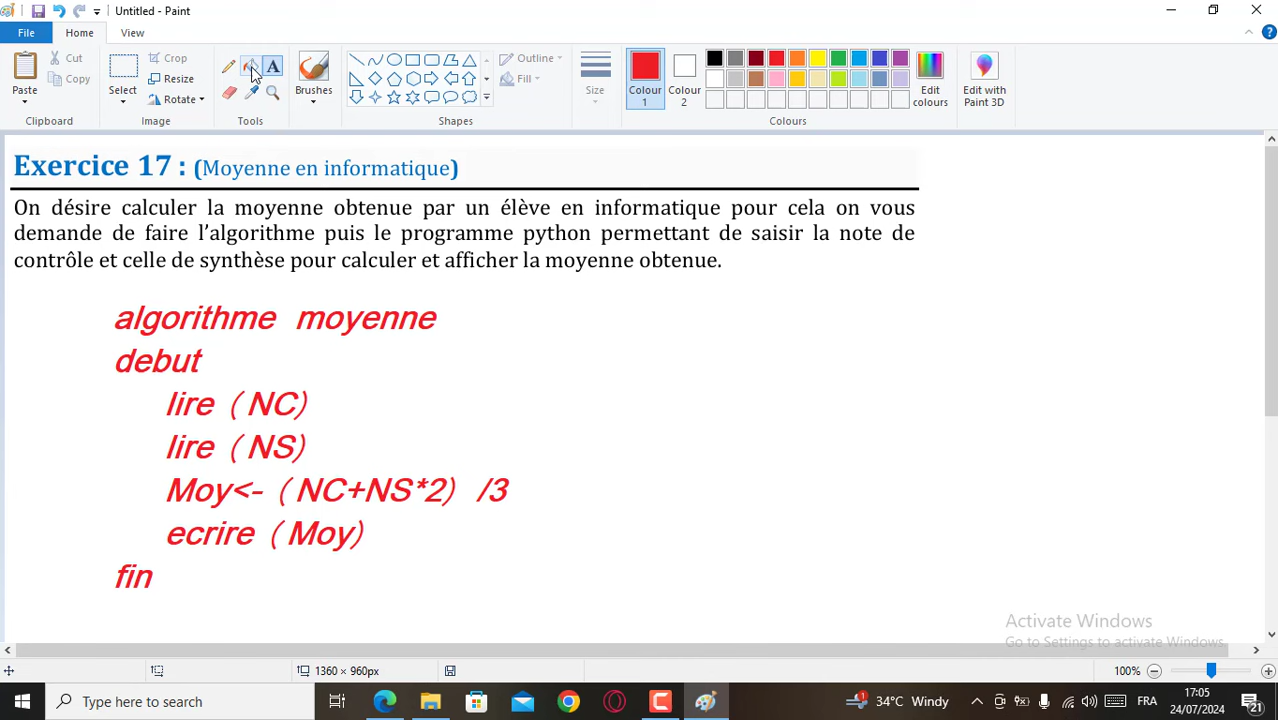 Untitled - Paint
File
Home
View
Paste
Cut
Copy
Clipboard
Select
Crop
Resize
Rotate
Image
A
Tools
Brushes
Outline
Fill
Shapes
Size
Colour 1
Colour 2
Edit colours
Edit with Paint 3D
Colours
Exercice 17 : (Moyenne en informatique)
On désire calculer la moyenne obtenue par un élève en informatique pour cela on vous
demande de faire l’algorithme puis le programme python permettant de saisir la note de
contrôle et celle de synthèse pour calculer et afficher la moyenne obtenue.
algorithme moyenne
debut
lire (NC)
lire (NS)
Moy<- (NC+NS*2) /3
ecrire (Moy)
fin
Activate Windows
Go to Settings to activate Windows.
1360 × 960px
100%
Type here to search
1
34°C Windy
FRA
17:05
24/07/2024
21